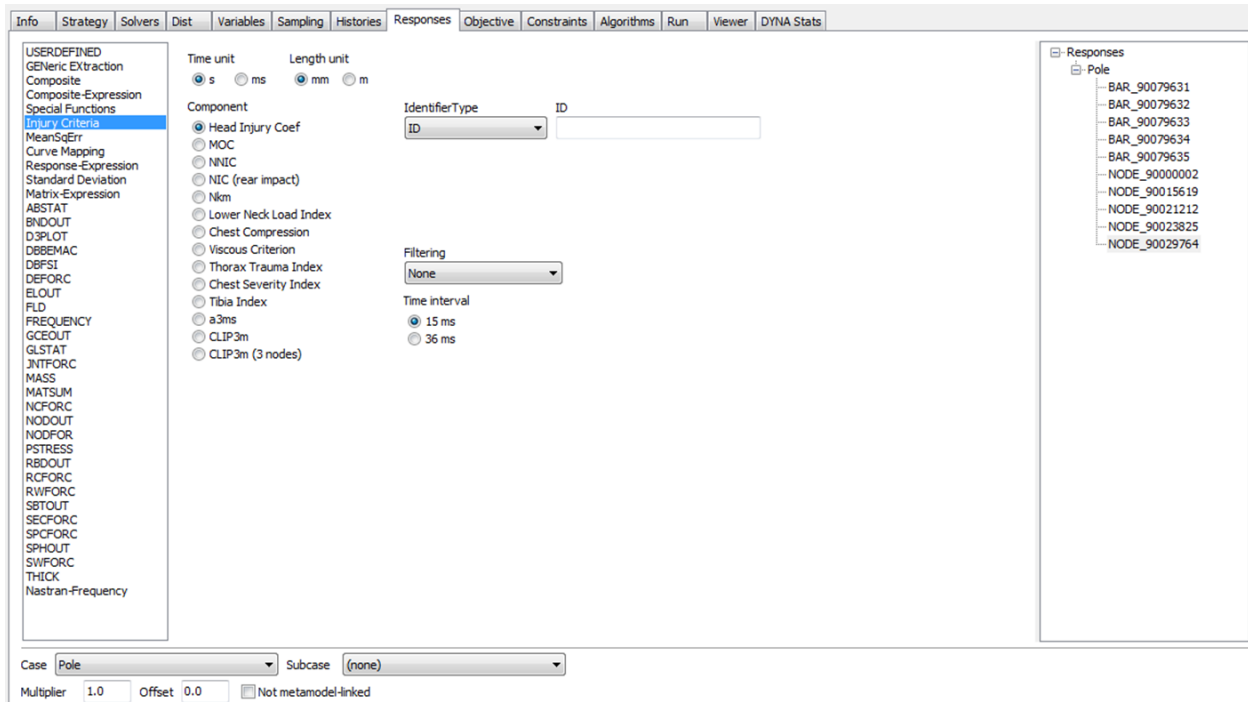 Info Strategy Solvers Dist Variables Sampling Histories Responses Objective Constraints Algorithms Run Viewer DYNA Stats
USERDEFINED
GENeric EXtraction
Composite
Composite-Expression
Special Functions
Injury Criteria
MeanSqErr
Curve Mapping
Response-Expression
Standard Deviation
Matrix-Expression
ABSTAT
BNDOUT
D3PLOT
DBBEMAC
DBFSI
DEFORC
ELOUT
FLD
FREQUENCY
GCEOUT
GLSTAT
JNTFORC
MASS
MATSUM
NCFORC
NODOUT
NODFOR
PSTRESS
RBDOUT
RCFORC
RWFORC
SBTOUT
SECFORC
SPCFORC
SPHOUT
SWFORC
THICK
Nastran-Frequency
Time unit Length unit
s ms mm m
Component
Head Injury Coef
MOC
NNIC
NIC (rear impact)
Nkm
Lower Neck Load Index
Chest Compression
Viscous Criterion
Thorax Trauma Index
Chest Severity Index
Tibia Index
a3ms
CLIP3m
CLIP3m (3 nodes)
IdentifierType ID
ID
Filtering
None
Time interval
15 ms
36 ms
Responses
Pole
BAR_90079631
BAR_90079632
BAR_90079633
BAR_90079634
BAR_90079635
NODE_90000002
NODE_90015619
NODE_90021212
NODE_90023825
NODE_90029764
Case Pole Subcase (none)
Multiplier 1.0 Offset 0.0 Not metamodel-linked